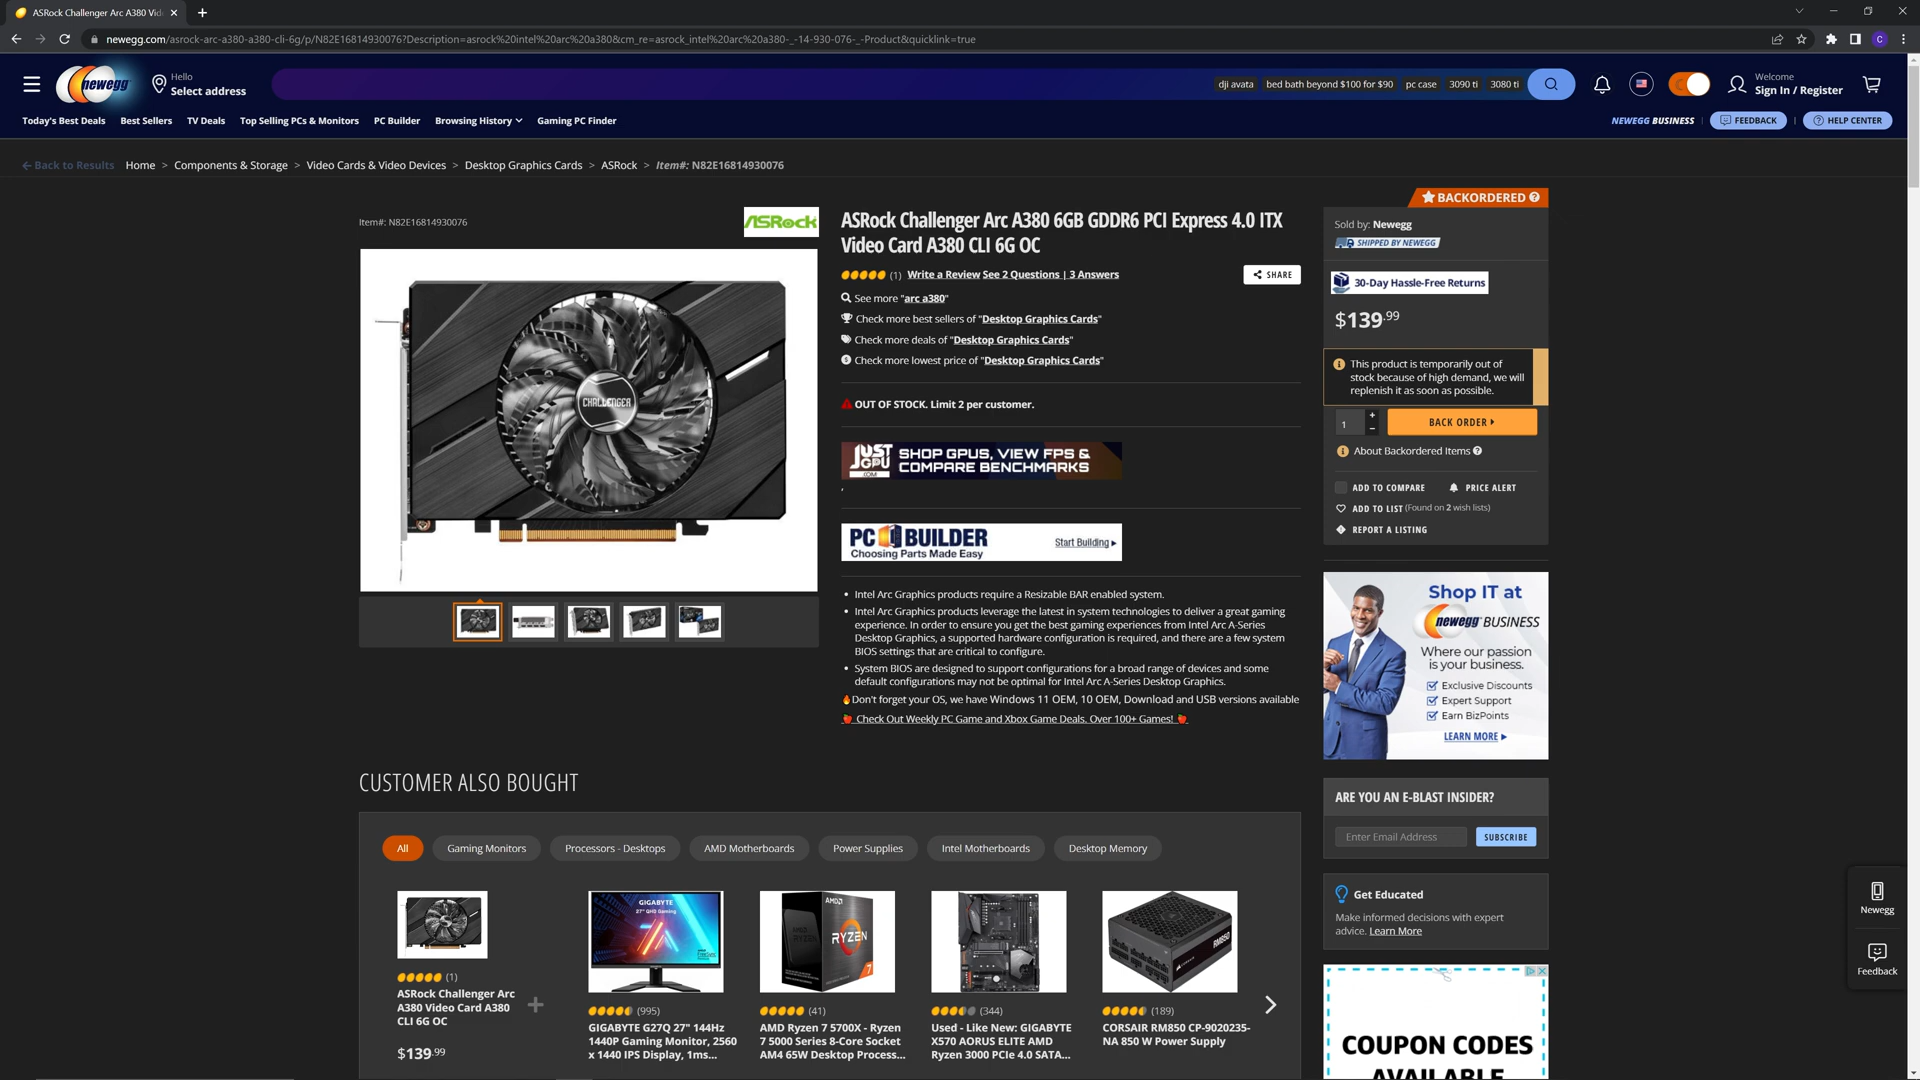 ASRock Challenger Arc A380 Vid
newegg.com/asrock-arc-a380-a380-cli-6g/p/N82E16814930076?Description=asrock%20intel%20arc%20a380&cm_re=asrock_intel%20arc%20a380-_-14-930-076-_-Product&quicklink=true
C
newegg
Hello
Select address
dji avata
bed bath beyond $100 for $90
pc case
3090 ti
3080 ti
Welcome
Sign In / Register
Today's Best Deals
Best Sellers
TV Deals
Top Selling PCs & Monitors
PC Builder
Browsing History
Gaming PC Finder
NEWEGG BUSINESS
FEEDBACK
HELP CENTER
Back to Results
Home > Components & Storage > Video Cards & Video Devices > Desktop Graphics Cards > ASRock > Item#: N82E16814930076
Item#: N82E16814930076
ASRock
CHALLENGER
ASRock Challenger Arc A380 6GB GDDR6 PCI Express 4.0 ITX
Video Card A380 CLI 6G OC
(1) Write a Review See 2 Questions | 3 Answers
SHARE
See more "arc a380"
Check more best sellers of "Desktop Graphics Cards"
Check more deals of "Desktop Graphics Cards"
Check more lowest price of "Desktop Graphics Cards"
OUT OF STOCK. Limit 2 per customer.
JUST GPU .COM
SHOP GPUS, VIEW FPS &
COMPARE BENCHMARKS
,
PC BUILDER
Choosing Parts Made Easy
Start Building
• Intel Arc Graphics products require a Resizable BAR enabled system.
• Intel Arc Graphics products leverage the latest in system technologies to deliver a great gaming
experience. In order to ensure you get the best gaming experiences from Intel Arc A-Series
Desktop Graphics, a supported hardware configuration is required, and there are a few system
BIOS settings that are critical to configure.
• System BIOS are designed to support configurations for a broad range of devices and some
default configurations may not be optimal for Intel Arc A-Series Desktop Graphics.
Don't forget your OS, we have Windows 11 OEM, 10 OEM, Download and USB versions available
Check Out Weekly PC Game and Xbox Game Deals. Over 100+ Games!
BACKORDERED
Sold by: Newegg
SHIPPED BY NEWEGG
30-Day Hassle-Free Returns
$139.99
This product is temporarily out of
stock because of high demand, we will
replenish it as soon as possible.
1
+
-
BACK ORDER
About Backordered Items
ADD TO COMPARE
PRICE ALERT
ADD TO LIST (Found on 2 wish lists)
REPORT A LISTING
Shop IT at
newegg BUSINESS
Where our passion
is your business.
Exclusive Discounts
Expert Support
Earn BizPoints
LEARN MORE
ARE YOU AN E-BLAST INSIDER?
Enter Email Address
SUBSCRIBE
Get Educated
Make informed decisions with expert
advice. Learn More
COUPON CODES
AVAILABLE
Newegg
Feedback
CUSTOMER ALSO BOUGHT
All
Gaming Monitors
Processors - Desktops
AMD Motherboards
Power Supplies
Intel Motherboards
Desktop Memory
(1)
ASRock Challenger Arc
A380 Video Card A380
CLI 6G OC
$139.99
GIGABYTE
27" QHD Gaming
(995)
GIGABYTE G27Q 27" 144Hz
1440P Gaming Monitor, 2560
x 1440 IPS Display, 1ms...
AMD
RYZEN
7
(41)
AMD Ryzen 7 5700X - Ryzen
7 5000 Series 8-Core Socket
AM4 65W Desktop Process...
(344)
Used - Like New: GIGABYTE
X570 AORUS ELITE AMD
Ryzen 3000 PCIe 4.0 SATA...
RM850
(189)
CORSAIR RM850 CP-9020235-
NA 850 W Power Supply